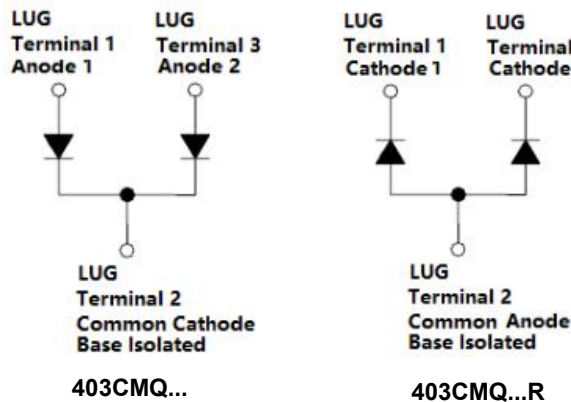 LUG
Terminal 1
Anode 1
LUG
Terminal 3
Anode 2
LUG
Terminal 2
Common Cathode
Base Isolated
403CMQ...
LUG
Terminal 1
Cathode 1
LUG
Terminal
Cathode
LUG
Terminal 2
Common Anode
Base Isolated
403CMQ...R